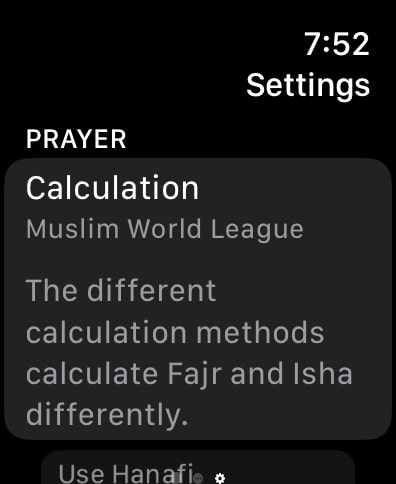 7:52
Settings
PRAYER
Calculation
Muslim World League
The different
calculation methods
calculate Fajr and Isha
differently.
Use Hanafi